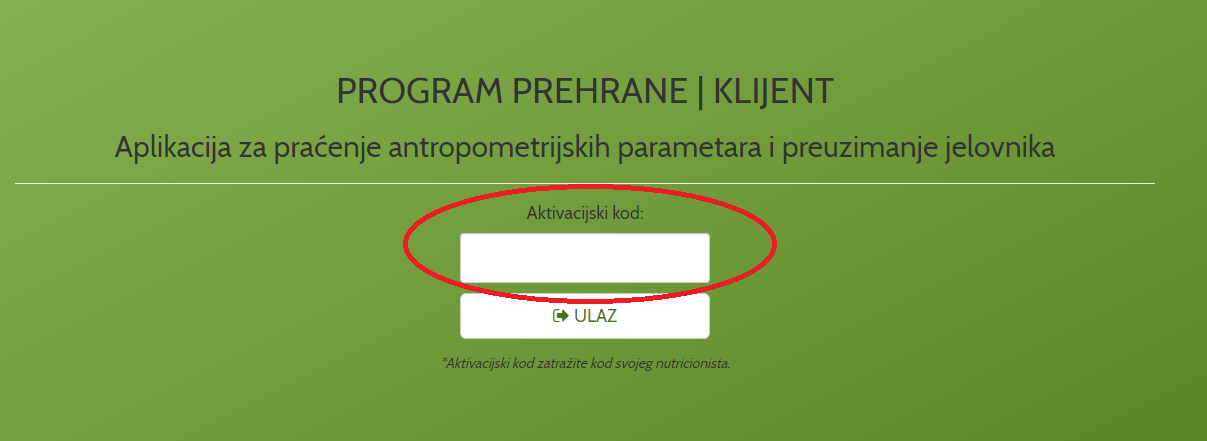 PROGRAM PREHRANE | KLIJENT
Aplikacija za praćenje antropometrijskih parametara i preuzimanje jelovnika
Aktivacijski kod:
ULAZ
*Aktivacijski kod zatražite kod svojeg nutricionista.